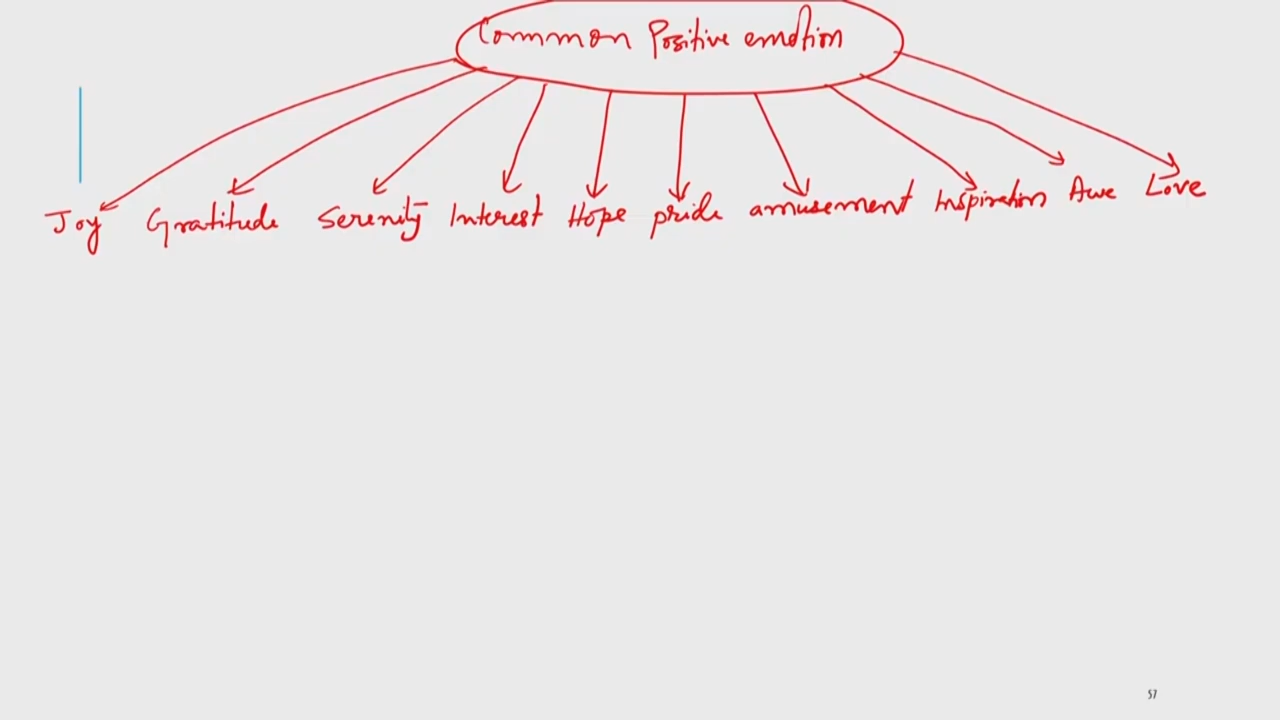 Common Positive emotion
Joy Gratitude Serenity Interest Hope pride amusement Inspiration Awe Love
57